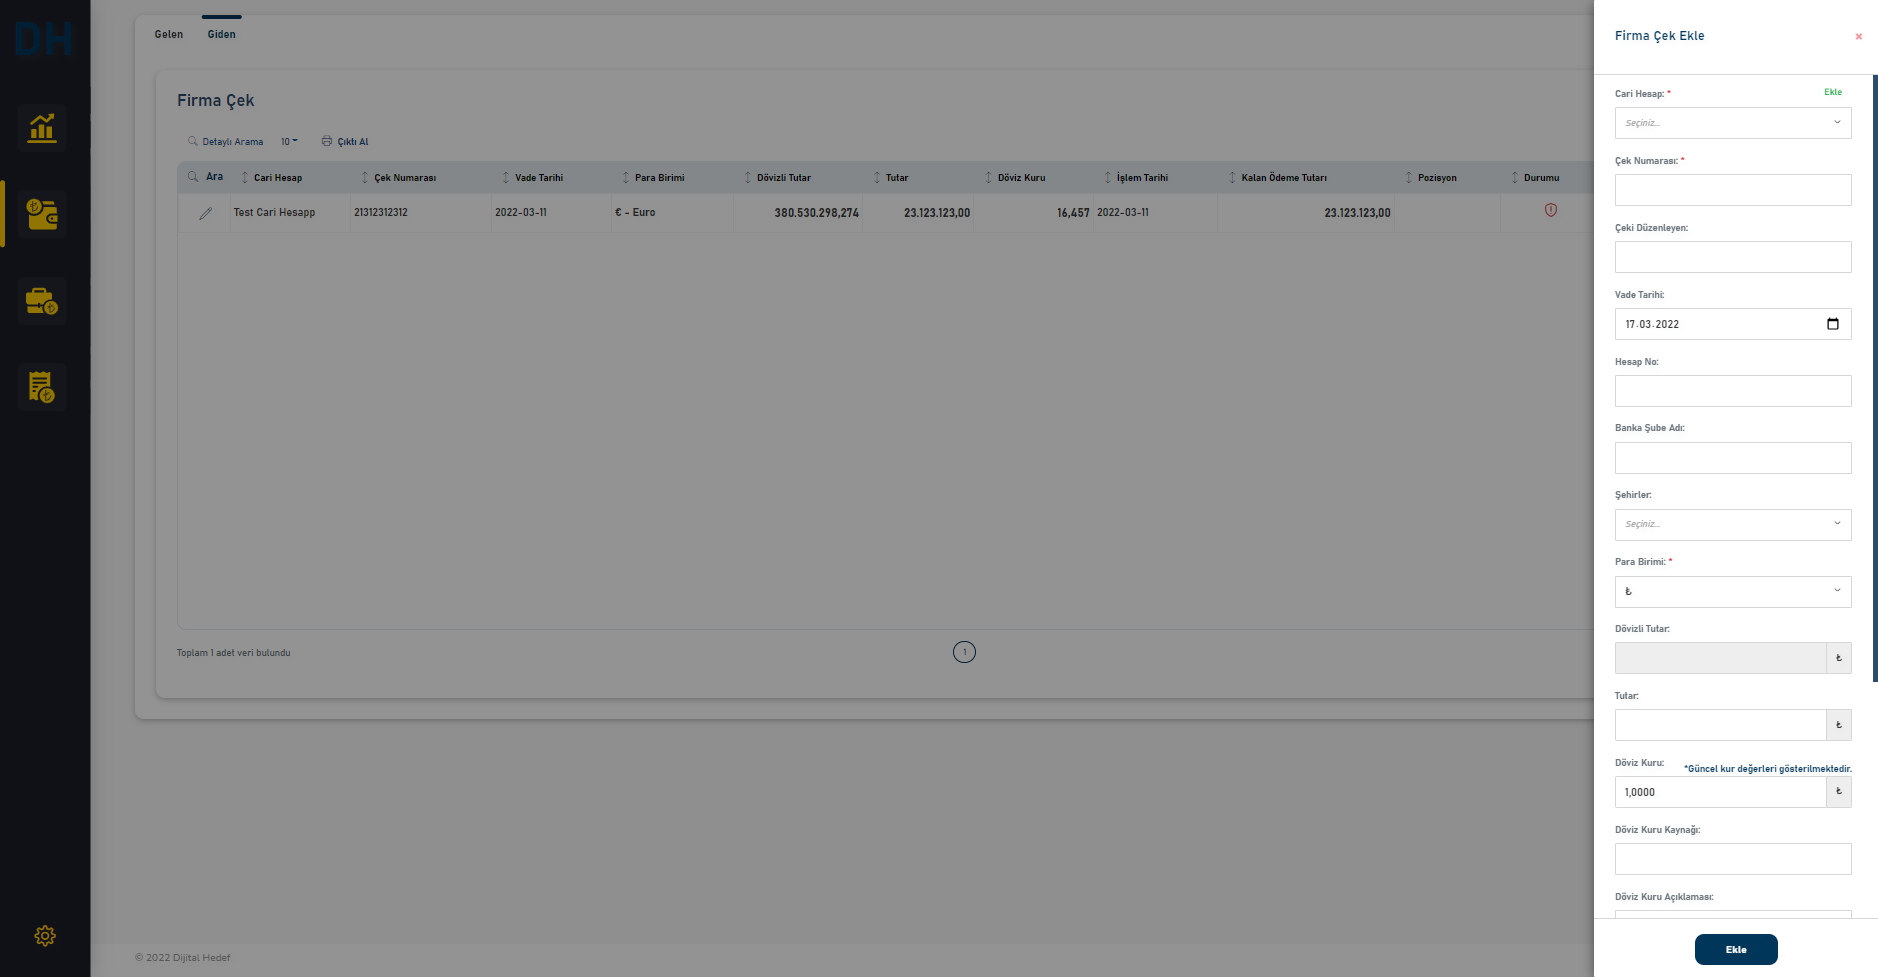 DH
Gelen Giden
Firma Çek
Detaylı Arama 10 Çıktı Al
Ara Cari Hesap Çek Numarası Vade Tarihi Para Birimi Dövizli Tutar Tutar Döviz Kuru İşlem Tarihi Kalan Ödeme Tutarı Pozisyon Durumu
Test Cari Hesapp 21312312312 2022-03-11 € - Euro 380.530.298,274 23.123.123,00 16,457 2022-03-11 23.123.123,00
Toplam 1 adet veri bulundu 1
© 2022 Dijital Hedef
Firma Çek Ekle ×
Cari Hesap: * Ekle
Seçiniz...
Çek Numarası: *
Çeki Düzenleyen:
Vade Tarihi:
17.03.2022
Hesap No:
Banka Şube Adı:
Şehirler:
Seçiniz...
Para Birimi: *
₺
Dövizli Tutar:
₺
Tutar:
₺
Döviz Kuru: *Güncel kur değerleri gösterilmektedir.
1,0000 ₺
Döviz Kuru Kaynağı:
Döviz Kuru Açıklaması:
Ekle